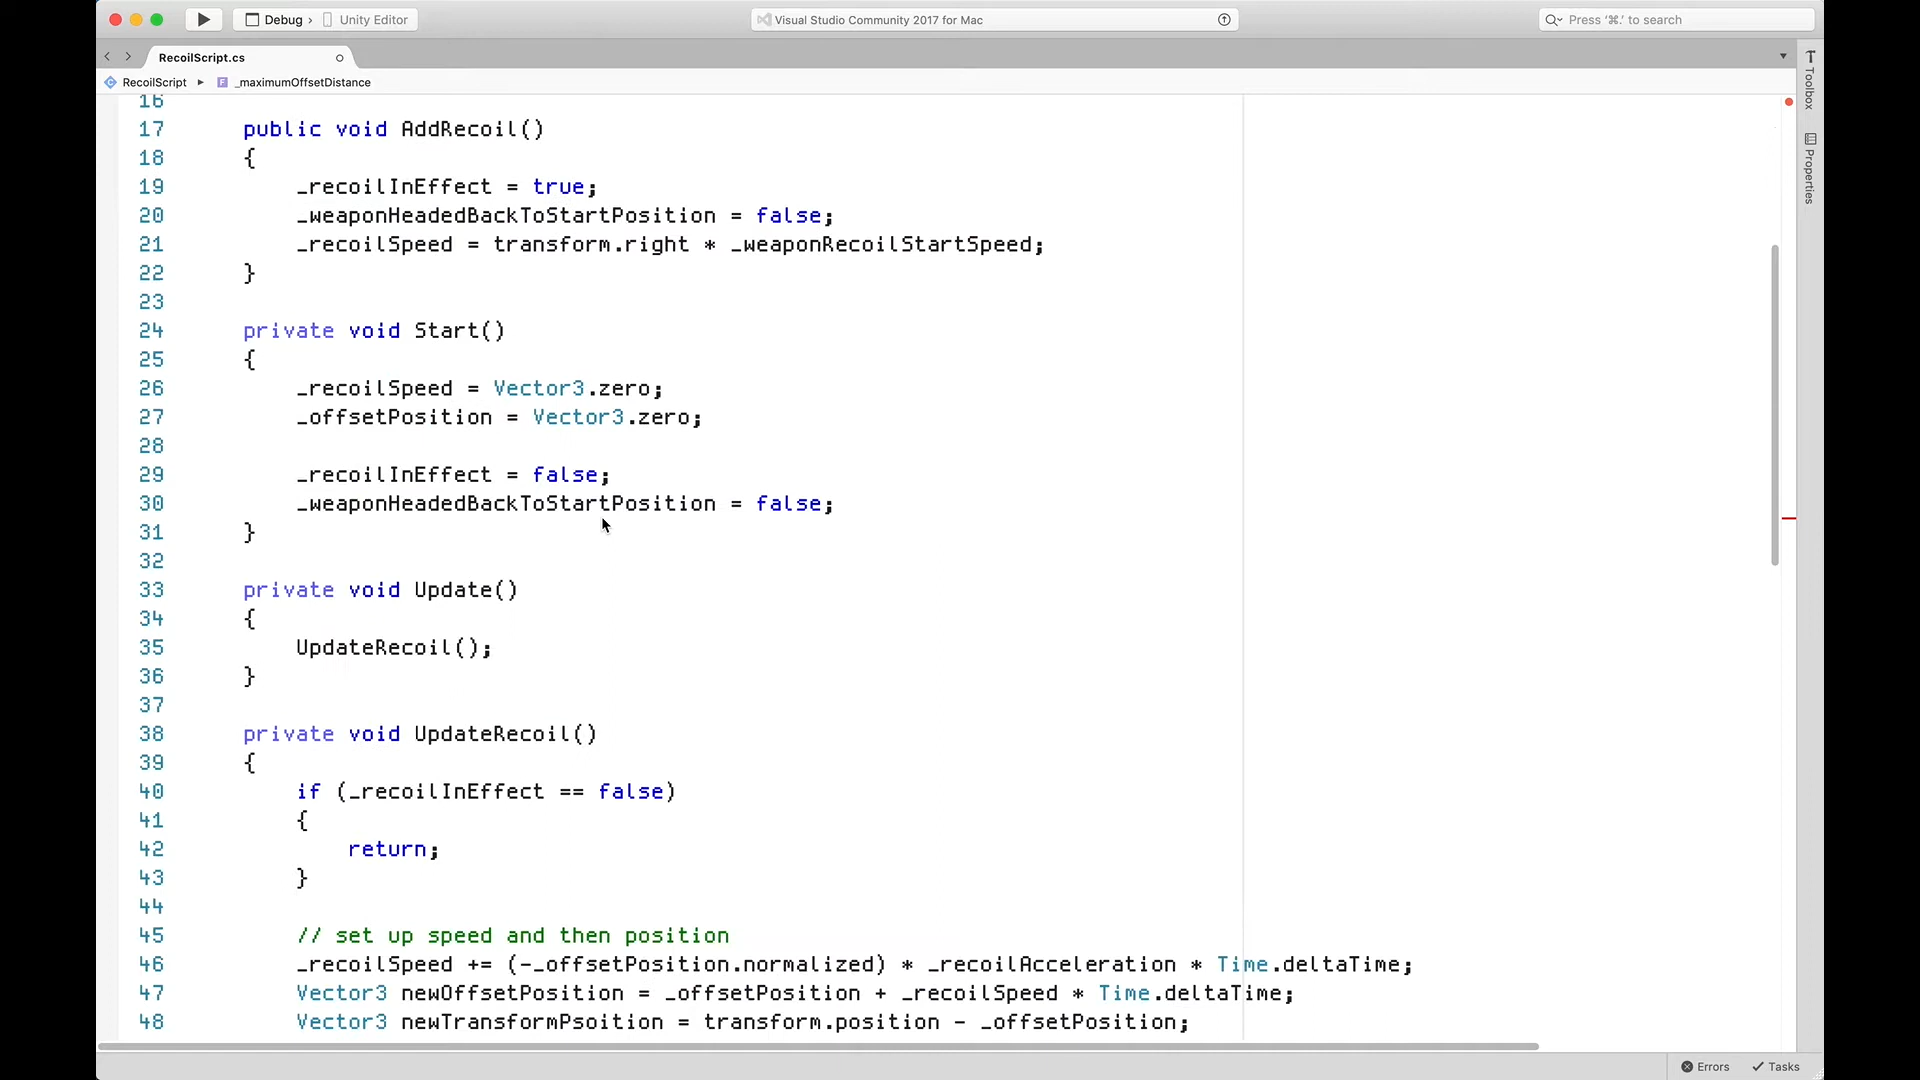 Debug › Unity Editor
Visual Studio Community 2017 for Mac
Press '⌘.' to search
RecoilScript.cs
RecoilScript ▸ _maximumOffsetDistance
Toolbox
Properties
16
17 public void AddRecoil()
18 {
19 _recoilInEffect = true;
20 _weaponHeadedBackToStartPosition = false;
21 _recoilSpeed = transform.right * _weaponRecoilStartSpeed;
22 }
23
24 private void Start()
25 {
26 _recoilSpeed = Vector3.zero;
27 _offsetPosition = Vector3.zero;
28
29 _recoilInEffect = false;
30 _weaponHeadedBackToStartPosition = false;
31 }
32
33 private void Update()
34 {
35 UpdateRecoil();
36 }
37
38 private void UpdateRecoil()
39 {
40 if (_recoilInEffect == false)
41 {
42 return;
43 }
44
45 // set up speed and then position
46 _recoilSpeed += (-_offsetPosition.normalized) * _recoilAcceleration * Time.deltaTime;
47 Vector3 newOffsetPosition = _offsetPosition + _recoilSpeed * Time.deltaTime;
48 Vector3 newTransformPsoition = transform.position - _offsetPosition;
Errors Tasks